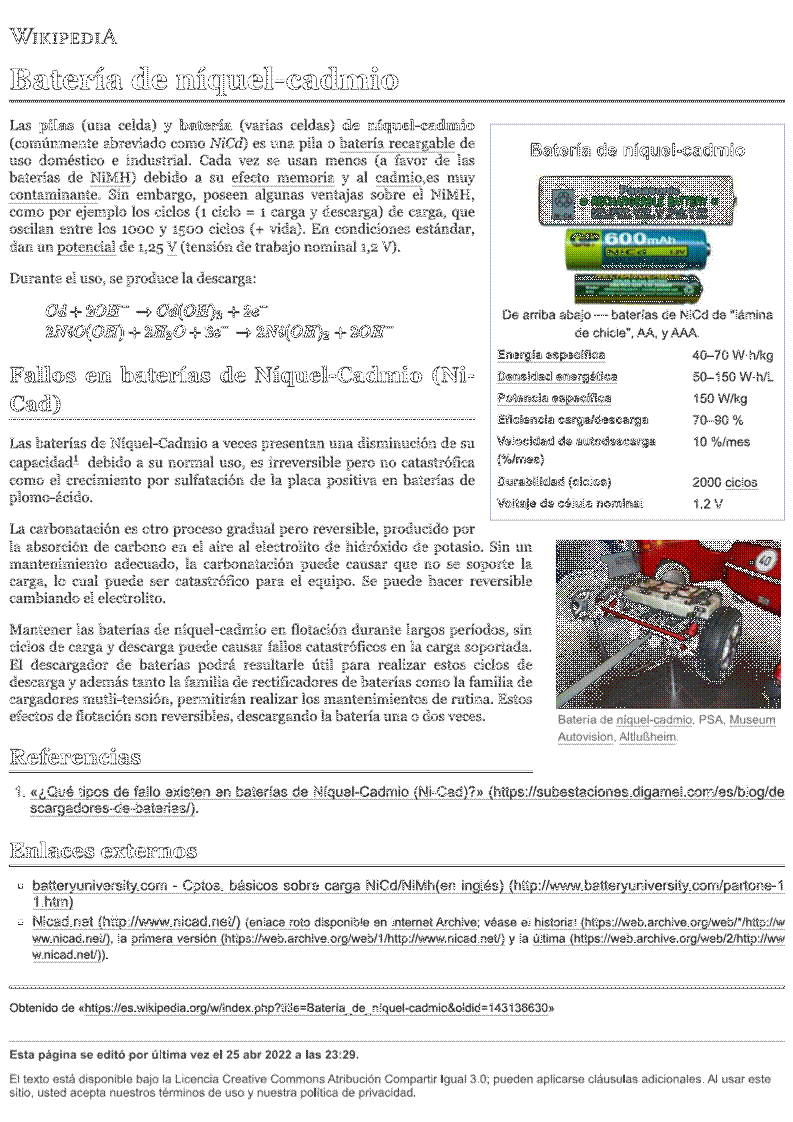 WIKIPEDIA
Batería de níquel-cadmio
Las pilas (una celda) y batería (varias celdas) de níquel-cadmio
(comúnmente abreviado como NiCd) es una pila o batería recargable de
uso doméstico e industrial. Cada vez se usan menos (a favor de las
baterías de NiMH) debido a su efecto memoria y al cadmio,es muy
contaminante. Sin embargo, poseen algunas ventajas sobre el NiMH,
como por ejemplo los ciclos (1 ciclo = 1 carga y descarga) de carga, que
oscilan entre los 1000 y 1500 ciclos (+ vida). En condiciones estándar,
dan un potencial de 1,25 V (tensión de trabajo nominal 1,2 V).
Durante el uso, se produce la descarga:
Cd + 2OH⁻ → Cd(OH)₂ + 2e⁻
2NiO(OH) + 2H₂O + 2e⁻ → 2Ni(OH)₂ + 2OH⁻
Batería de níquel-cadmio
RECHARGEABLE BATTERY
600mAh
De arriba abajo — baterías de NiCd de "lámina
de chicle", AA, y AAA.
Energía específica 40–70 W·h/kg
Densidad energética 50–150 W·h/L
Potencia específica 150 W/kg
Eficiencia carga/descarga 70–90 %
Velocidad de autodescarga 10 %/mes
(%/mes)
Durabilidad (ciclos) 2000 ciclos
Voltaje de célula nominal 1.2 V
Fallos en baterías de Níquel-Cadmio (Ni-
Cad)
Las baterías de Níquel-Cadmio a veces presentan una disminución de su
capacidad¹ debido a su normal uso, es irreversible pero no catastrófica
como el crecimiento por sulfatación de la placa positiva en baterías de
plomo-ácido.
La carbonatación es otro proceso gradual pero reversible, producido por
la absorción de carbono en el aire al electrolito de hidróxido de potasio. Sin un
mantenimiento adecuado, la carbonatación puede causar que no se soporte la
carga, lo cual puede ser catastrófico para el equipo. Se puede hacer reversible
cambiando el electrolito.
Mantener las baterías de níquel-cadmio en flotación durante largos períodos, sin
ciclos de carga y descarga puede causar fallos catastróficos en la carga soportada.
El descargador de baterías podrá resultarle útil para realizar estos ciclos de
descarga y además tanto la familia de rectificadores de baterías como la familia de
cargadores mutli-tensión, permitirán realizar los mantenimientos de rutina. Estos
efectos de flotación son reversibles, descargando la batería una o dos veces.
40
Batería de níquel-cadmio, PSA, Museum
Autovision, Altlußheim.
Referencias
1. «¿Qué tipos de fallo existen en baterías de Níquel-Cadmio (Ni-Cad)?» (https://subestaciones.digamel.com/es/blog/de
scargadores-de-baterias/).
Enlaces externos
batteryuniversity.com - Cptos. básicos sobre carga NiCd/NiMh(en inglés) (http://www.batteryuniversity.com/partone-1
1.htm)
Nicad.net (http://www.nicad.net/) (enlace roto disponible en Internet Archive; véase el historial (https://web.archive.org/web/*/http://w
ww.nicad.net/), la primera versión (https://web.archive.org/web/1/http://www.nicad.net/) y la última (https://web.archive.org/web/2/http://ww
w.nicad.net/)).
Obtenido de «https://es.wikipedia.org/w/index.php?title=Batería_de_níquel-cadmio&oldid=143138630»
Esta página se editó por última vez el 25 abr 2022 a las 23:29.
El texto está disponible bajo la Licencia Creative Commons Atribución Compartir Igual 3.0; pueden aplicarse cláusulas adicionales. Al usar este
sitio, usted acepta nuestros términos de uso y nuestra política de privacidad.